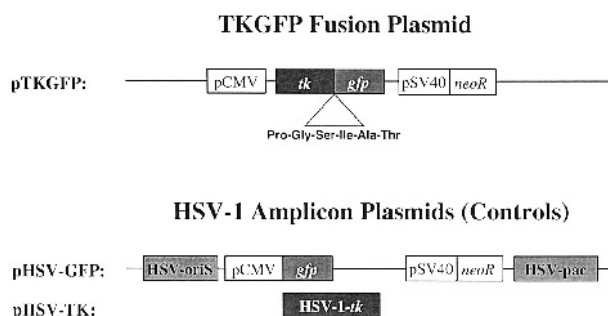 TKGFP Fusion Plasmid
pTKGFP: pCMV tk gfp pSV40 neoR
Pro-Gly-Ser-Ile-Ala-Thr
HSV-1 Amplicon Plasmids (Controls)
pHSV-GFP: HSV-oriS pCMV gfp pSV40 neoR HSV-pac
pHSV-TK: HSV-1-tk